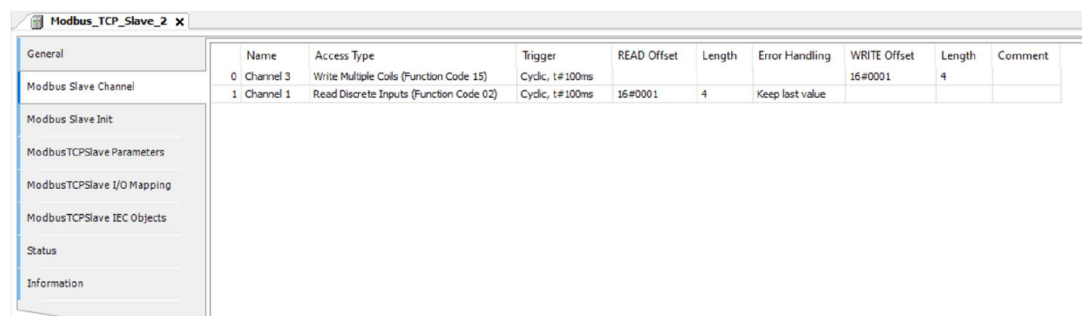 Modbus_TCP_Slave_2 X
General
Modbus Slave Channel
Modbus Slave Init
ModbusTCPSlave Parameters
ModbusTCPSlave I/O Mapping
ModbusTCPSlave IEC Objects
Status
Information
Name Access Type Trigger READ Offset Length Error Handling WRITE Offset Length Comment
0 Channel 3 Write Multiple Coils (Function Code 15) Cyclic, t#100ms 16#0001 4
1 Channel 1 Read Discrete Inputs (Function Code 02) Cyclic, t#100ms 16#0001 4 Keep last value